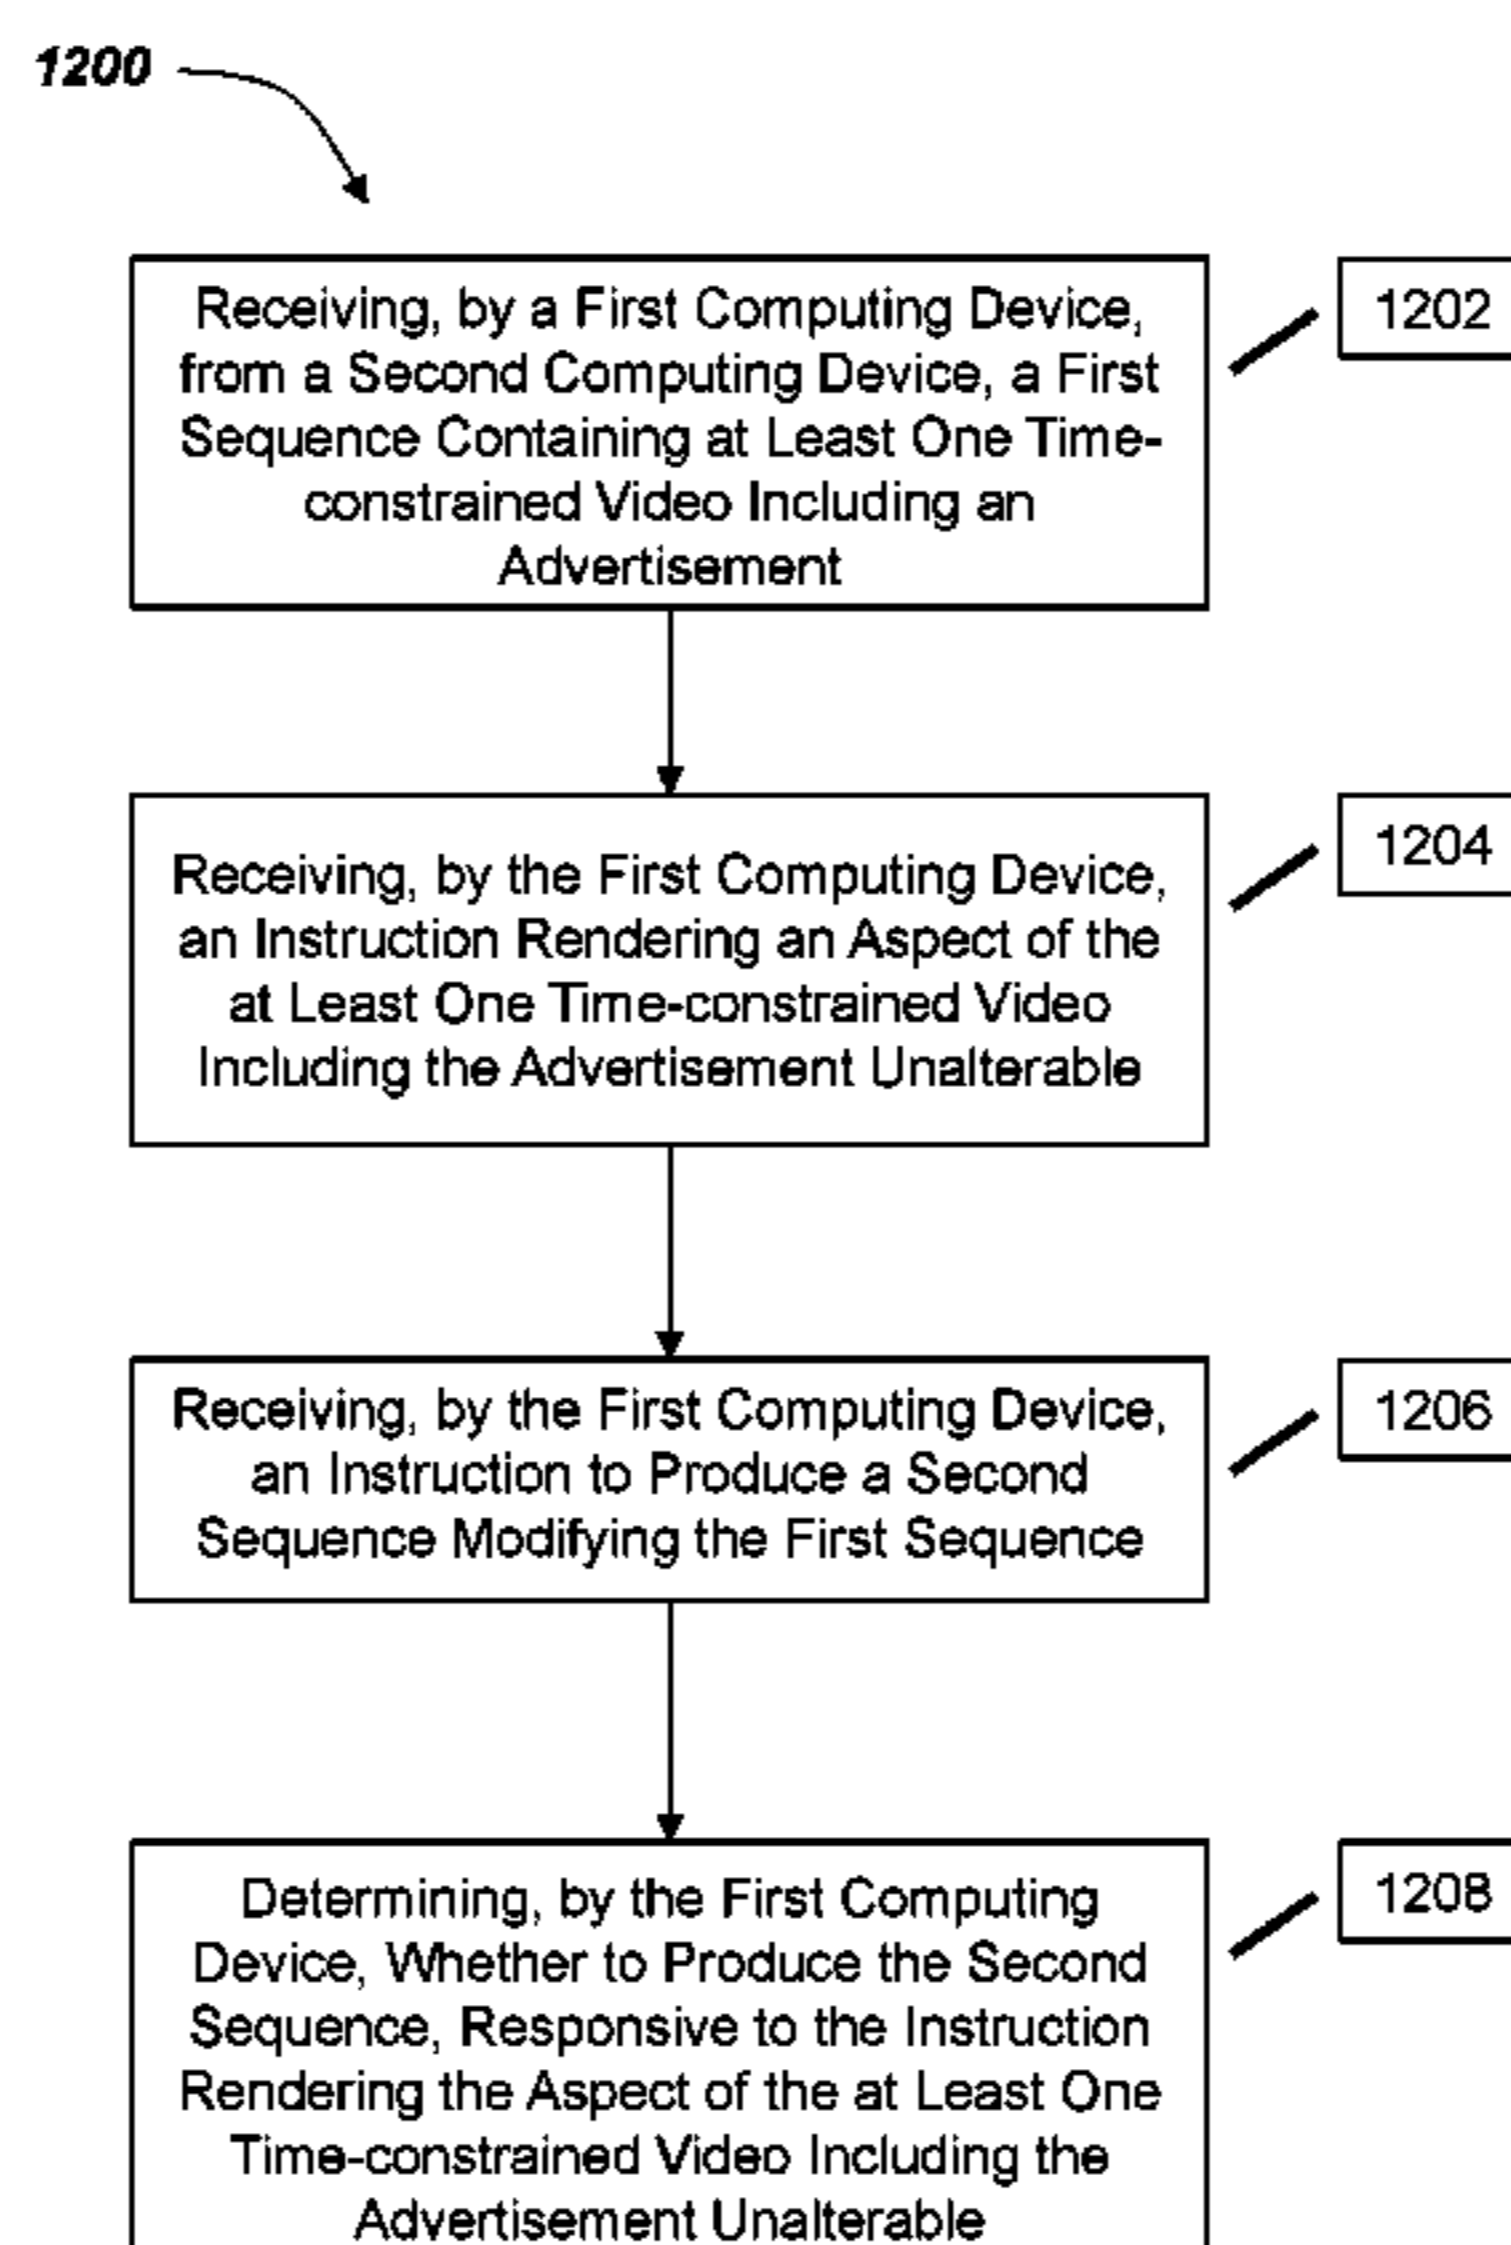 1200
Receiving, by a First Computing Device,
from a Second Computing Device, a First
Sequence Containing at Least One Time-
constrained Video Including an
Advertisement
1202
Receiving, by the First Computing Device,
an Instruction Rendering an Aspect of the
at Least One Time-constrained Video
Including the Advertisement Unalterable
1204
Receiving, by the First Computing Device,
an Instruction to Produce a Second
Sequence Modifying the First Sequence
1206
Determining, by the First Computing
Device, Whether to Produce the Second
Sequence, Responsive to the Instruction
Rendering the Aspect of the at Least One
Time-constrained Video Including the
Advertisement Unalterable
1208